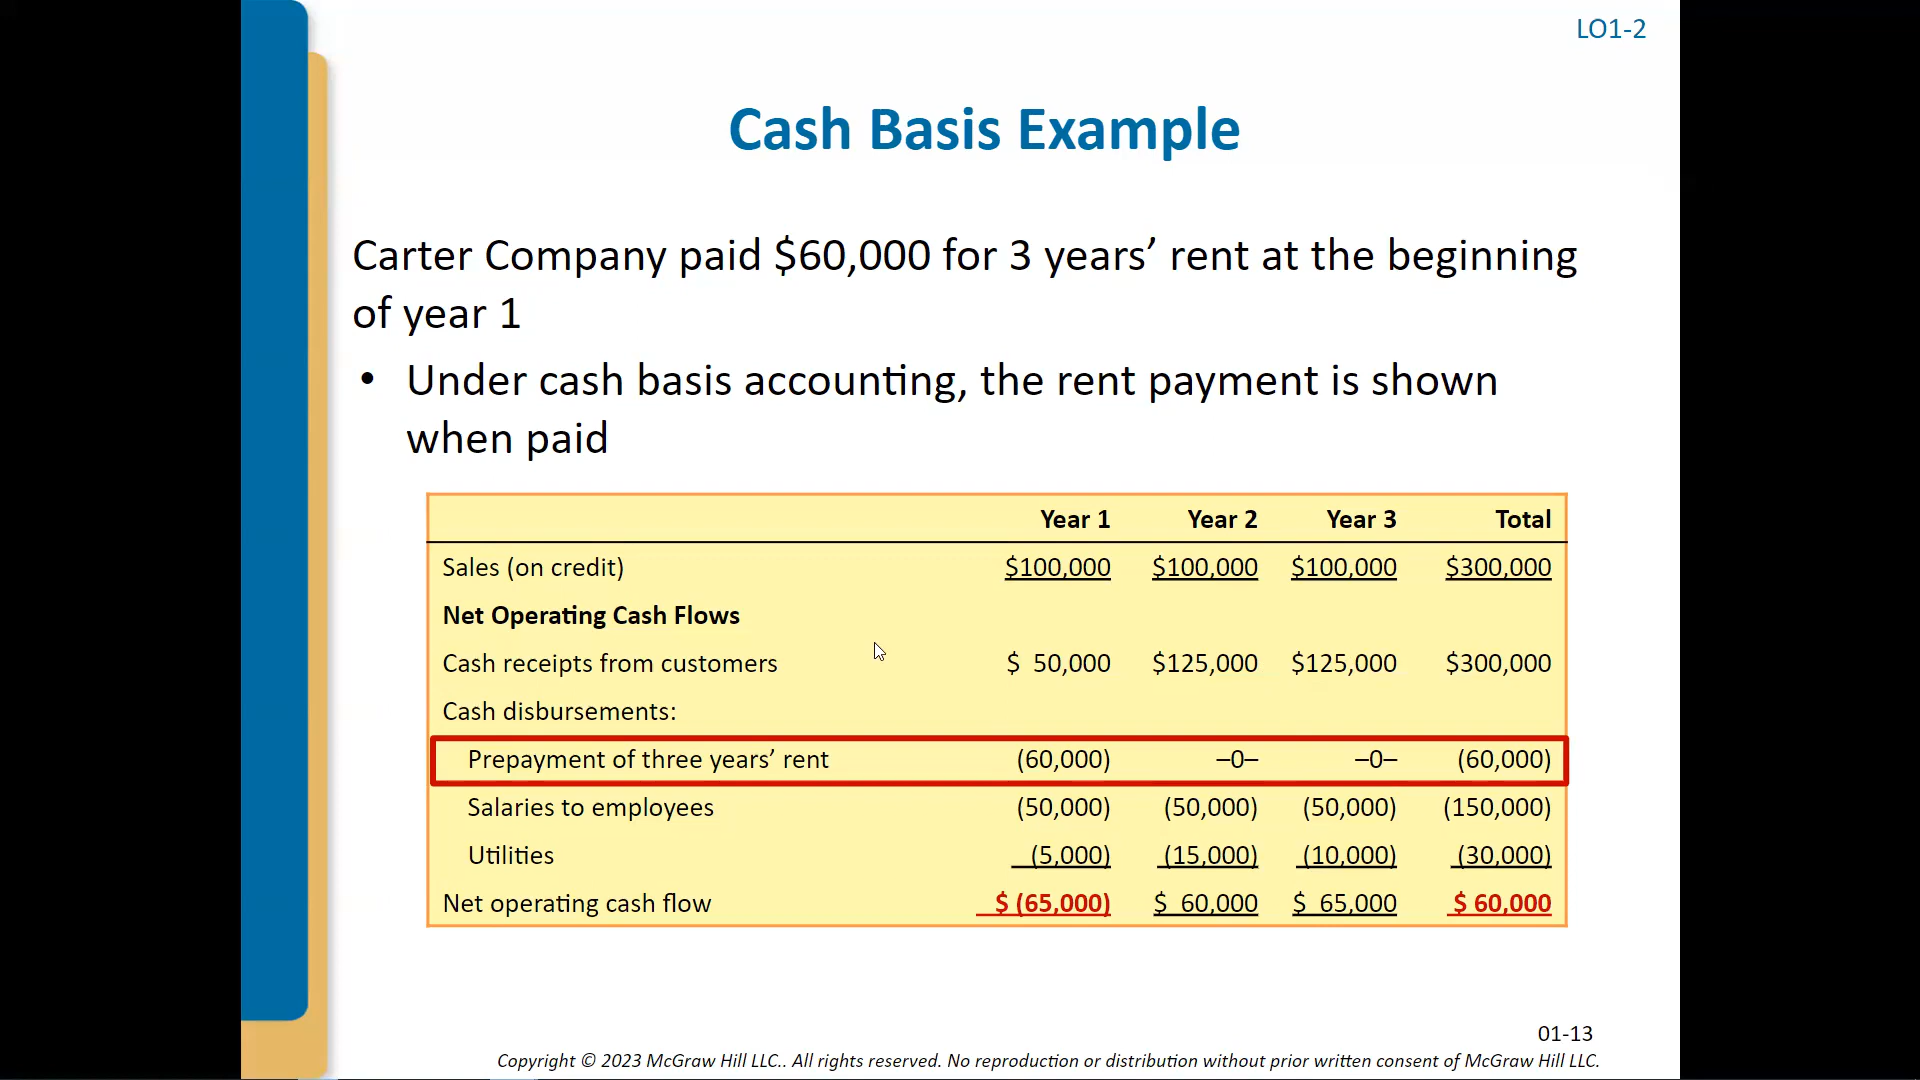 LO1-2
Cash Basis Example
Carter Company paid $60,000 for 3 years’ rent at the beginning
of year 1
• Under cash basis accounting, the rent payment is shown
when paid
Year 1 Year 2 Year 3 Total
Sales (on credit) $100,000 $100,000 $100,000 $300,000
Net Operating Cash Flows
Cash receipts from customers $ 50,000 $125,000 $125,000 $300,000
Cash disbursements:
Prepayment of three years’ rent (60,000) –0– –0– (60,000)
Salaries to employees (50,000) (50,000) (50,000) (150,000)
Utilities (5,000) (15,000) (10,000) (30,000)
Net operating cash flow $ (65,000) $ 60,000 $ 65,000 $ 60,000
01-13
Copyright © 2023 McGraw Hill LLC.. All rights reserved. No reproduction or distribution without prior written consent of McGraw Hill LLC.